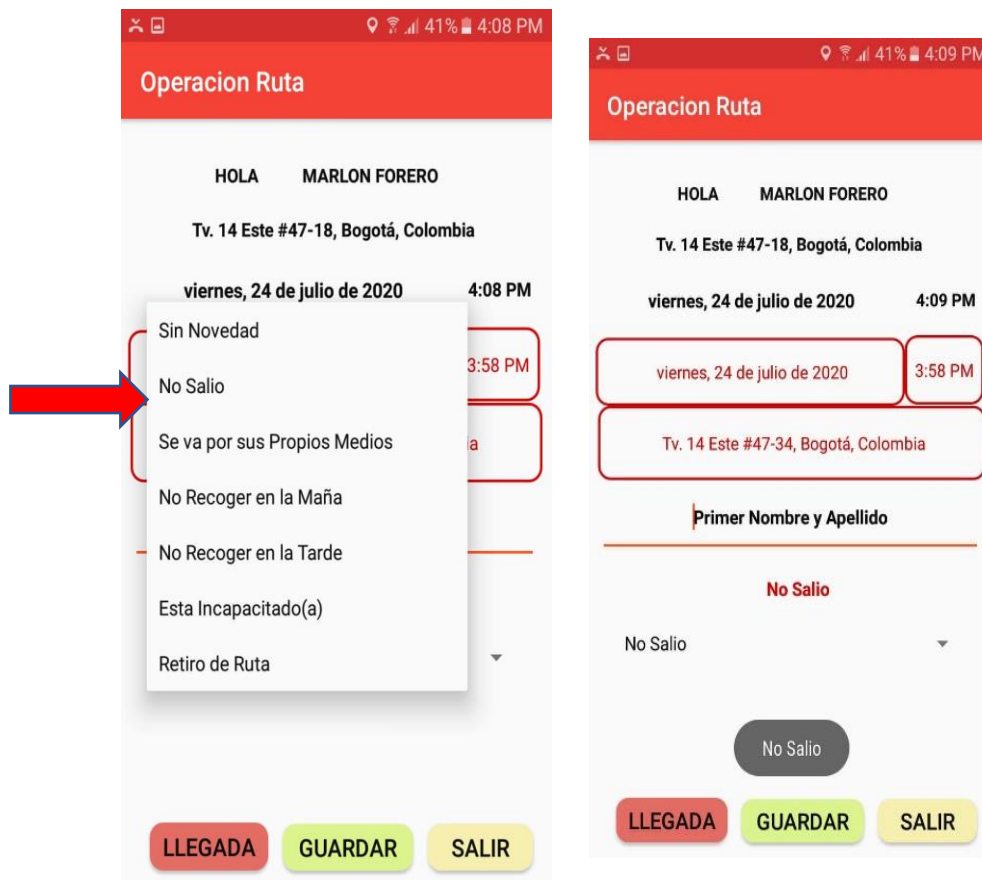 41% 4:08 PM
Operacion Ruta
HOLA MARLON FORERO
Tv. 14 Este #47-18, Bogotá, Colombia
viernes, 24 de julio de 2020 4:08 PM
Sin Novedad
3:58 PM
No Salio
Se va por sus Propios Medios
a
No Recoger en la Maña
No Recoger en la Tarde
Esta Incapacitado(a)
Retiro de Ruta
LLEGADA GUARDAR SALIR
41% 4:09 PM
Operacion Ruta
HOLA MARLON FORERO
Tv. 14 Este #47-18, Bogotá, Colombia
viernes, 24 de julio de 2020 4:09 PM
viernes, 24 de julio de 2020 3:58 PM
Tv. 14 Este #47-34, Bogotá, Colombia
Primer Nombre y Apellido
No Salio
No Salio
No Salio
LLEGADA GUARDAR SALIR